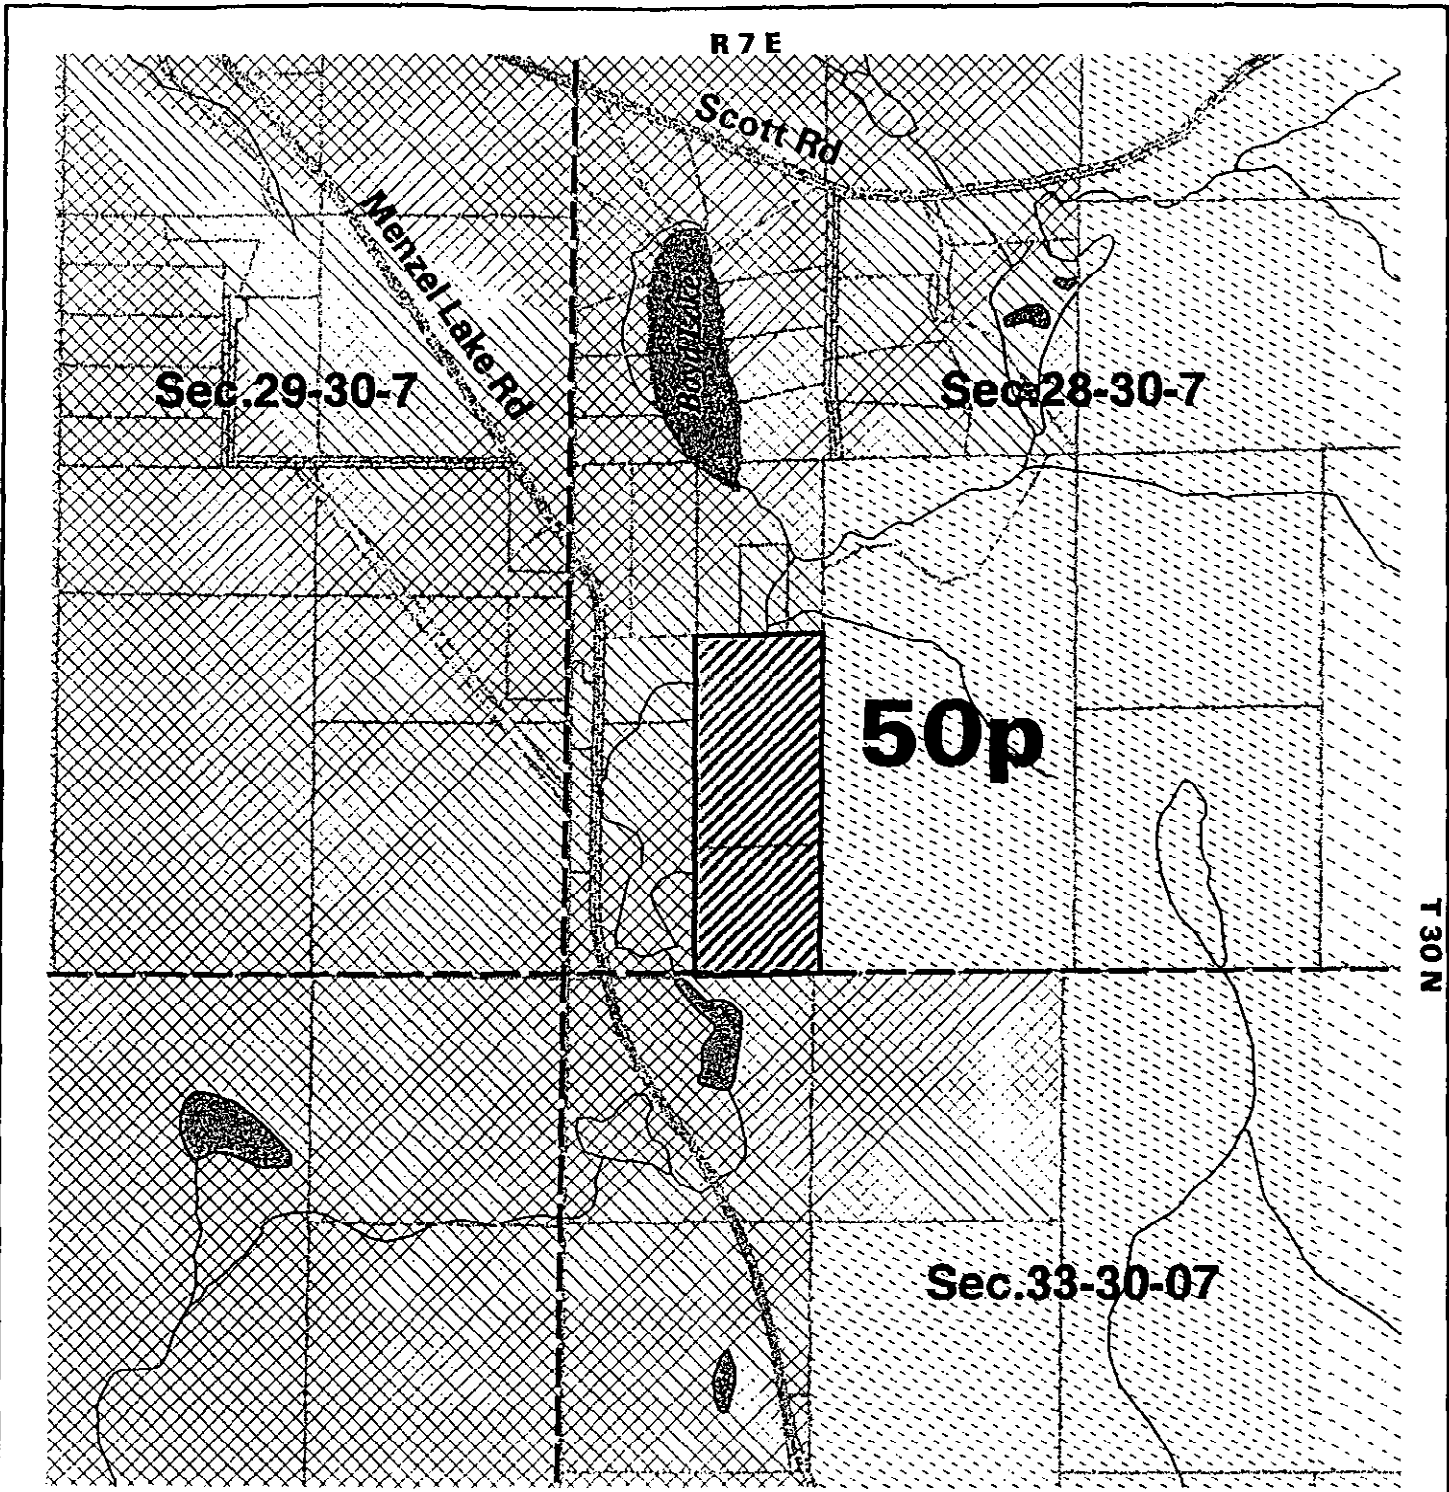 R 7 E
Scott Rd
Menzel Lake Rd
Boyd Lake
Sec.29-30-7
Sec.28-30-7
50p
T 30 N
Sec.33-30-07